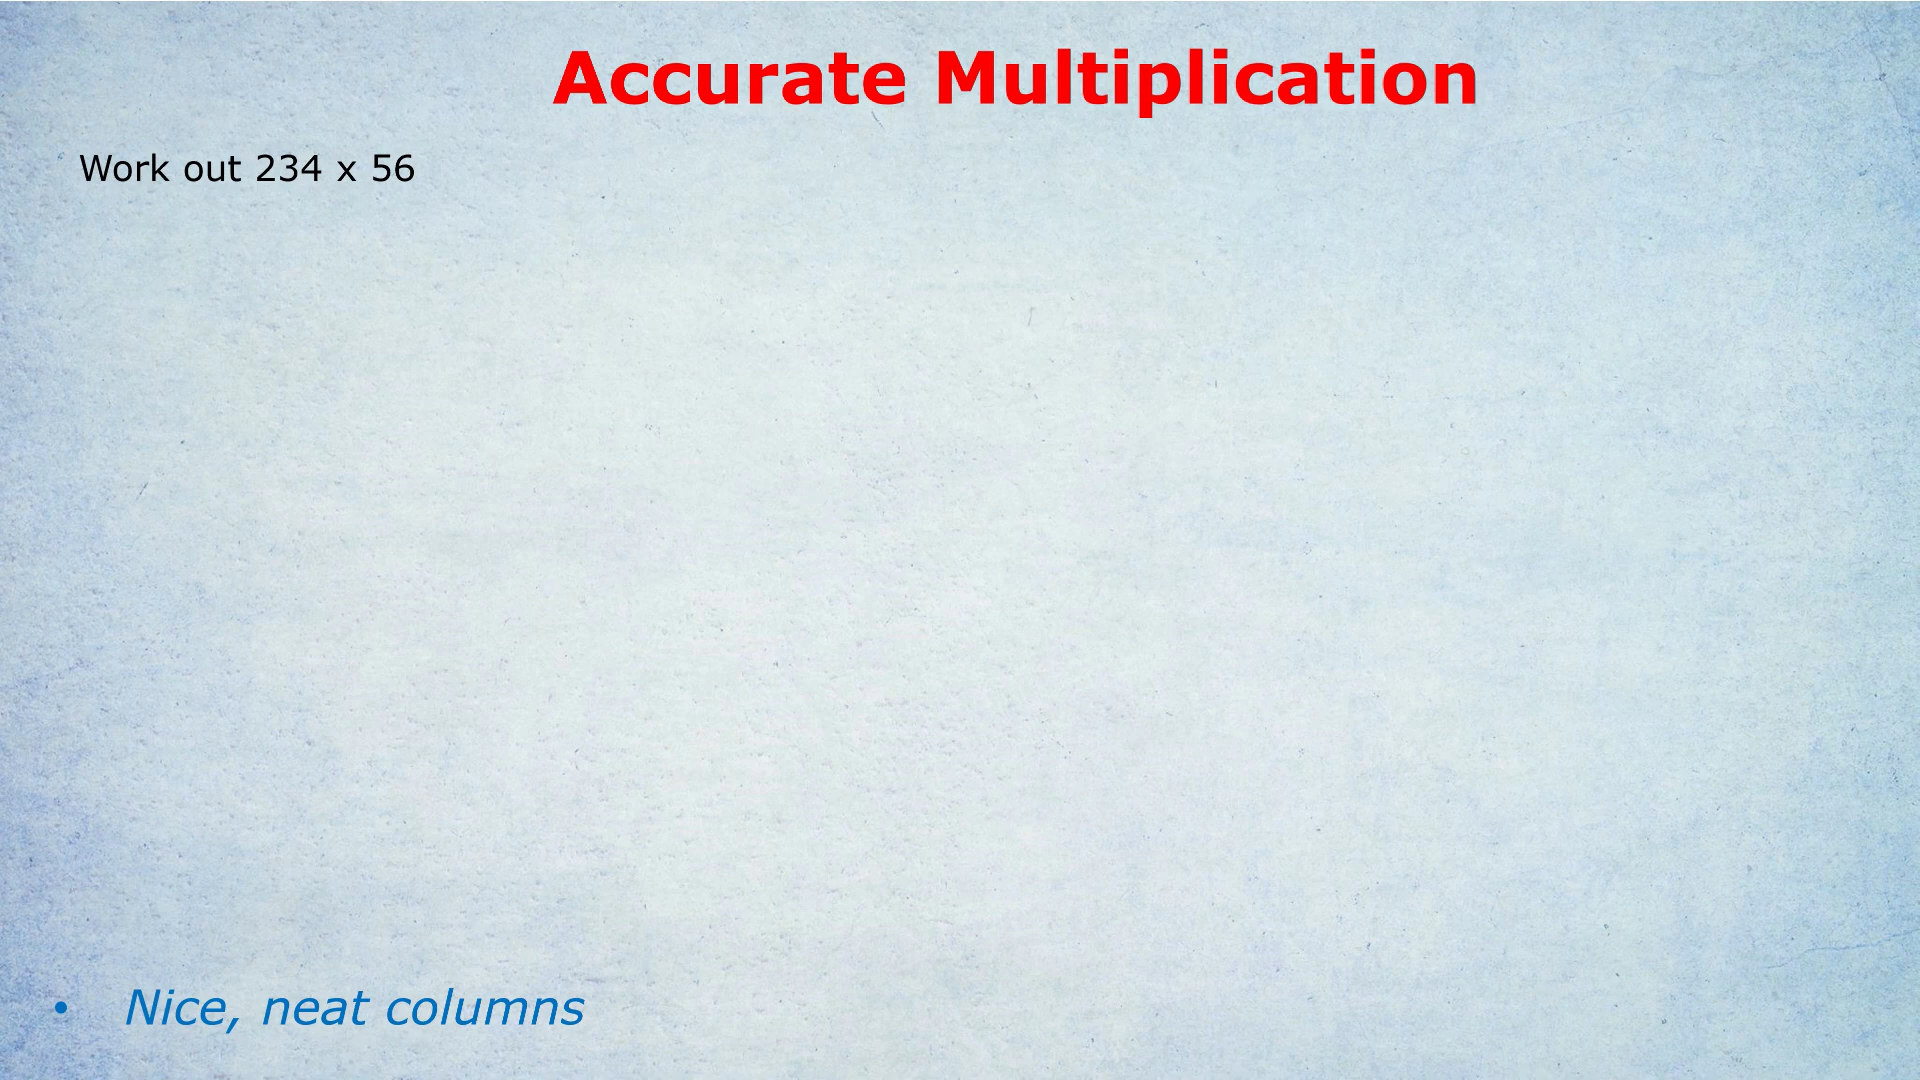 Accurate Multiplication
Work out 234 x 56
• Nice, neat columns